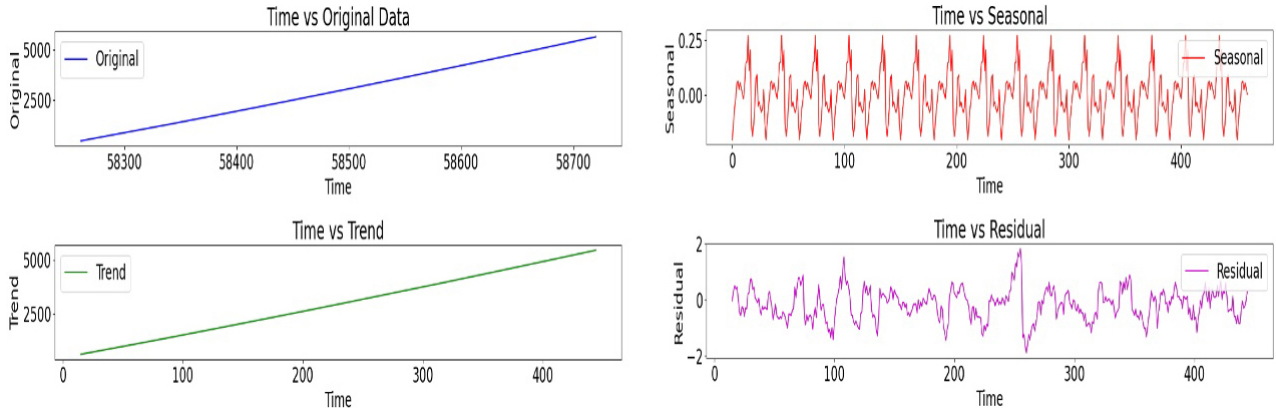 Time vs Original Data
Original
5000
2500
Original
58300 58400 58500 58600 58700
Time
Time vs Seasonal
Seasonal
0.25
0.00
Seasonal
0 100 200 300 400
Time
Time vs Trend
Trend
5000
2500
Trend
0 100 200 300 400
Time
Time vs Residual
Residual
2
0
−2
Residual
0 100 200 300 400
Time